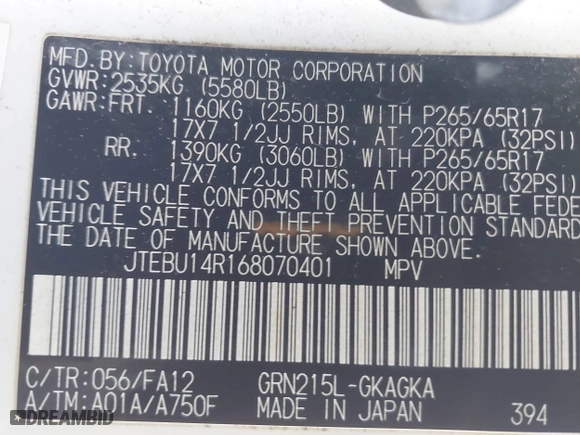 MFD.BY:TOYOTA MOTOR CORPORATION
GVWR:2535KG (5580LB)
GAWR:FRT. 1160KG (2550LB) WITH P265/65R17
17X7 1/2JJ RIMS, AT 220KPA (32PSI)
RR. 1390KG (3060LB) WITH P265/65R17
17X7 1/2JJ RIMS, AT 220KPA (32PSI)
THIS VEHICLE CONFORMS TO ALL APPLICABLE FEDE
VEHICLE SAFETY AND THEFT PREVENTION STANDAR
THE DATE OF MANUFACTURE SHOWN ABOVE.
JTEBU14R168070401 MPV
C/TR:056/FA12 GRN215L-GKAGKA
A/TM:A01A/A750F MADE IN JAPAN 394
DIDIVIN.COM